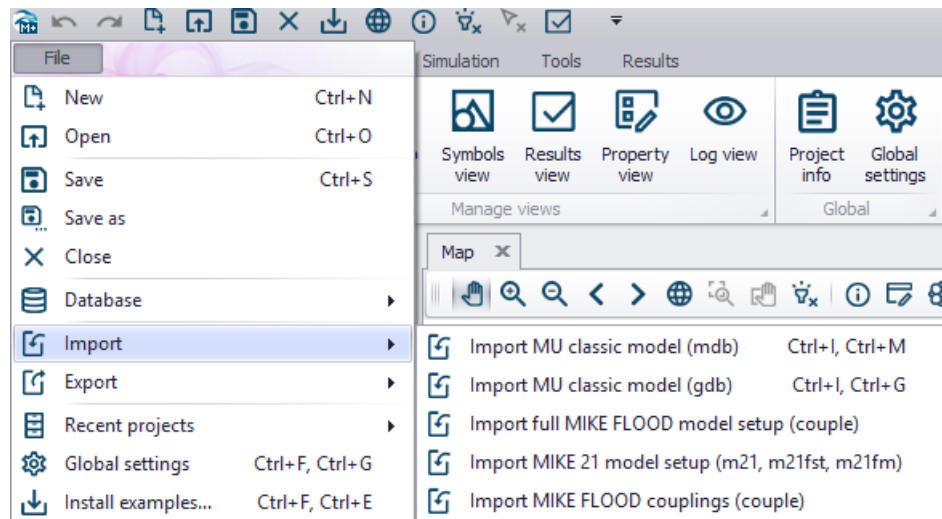 File
Simulation Tools Results
New Ctrl+N
Open Ctrl+O
Save Ctrl+S
Save as
Close
Database
Import
Export
Recent projects
Global settings Ctrl+F, Ctrl+G
Install examples... Ctrl+F, Ctrl+E
Symbols view
Results view
Property view
Log view
Project info
Global settings
Manage views
Global
Map
Import MU classic model (mdb) Ctrl+I, Ctrl+M
Import MU classic model (gdb) Ctrl+I, Ctrl+G
Import full MIKE FLOOD model setup (couple)
Import MIKE 21 model setup (m21, m21fst, m21fm)
Import MIKE FLOOD couplings (couple)